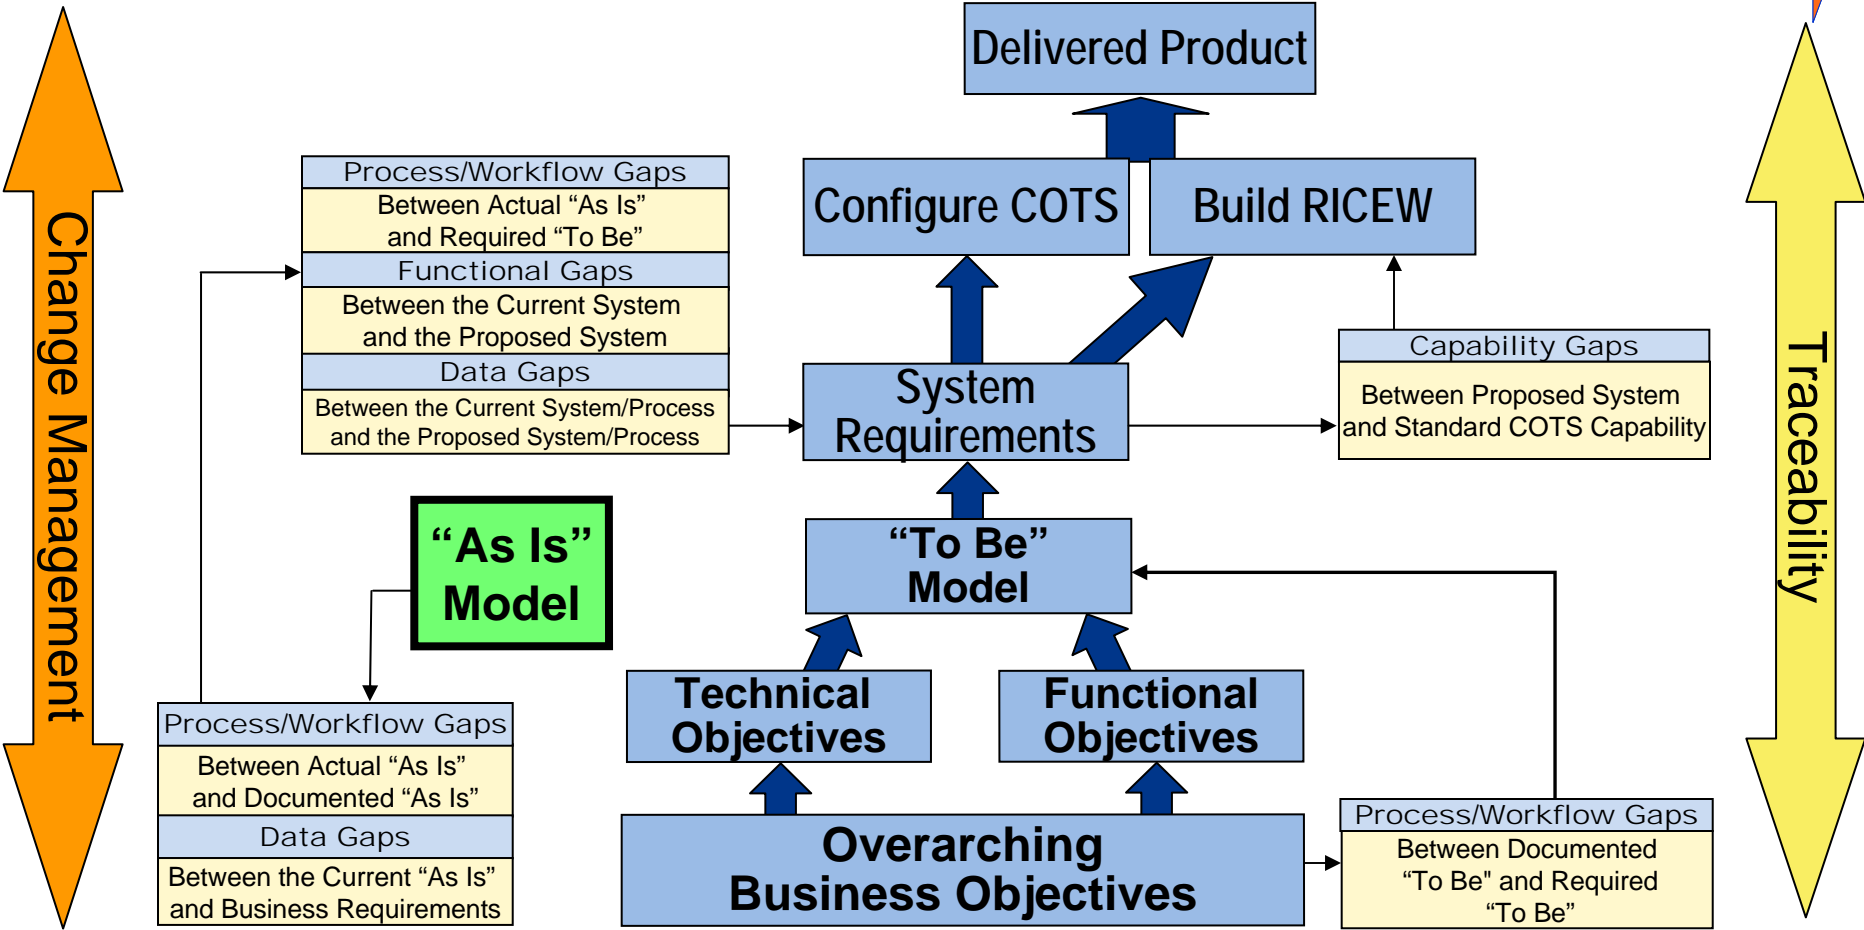 Delivered Product
Change Management
Process/Workflow Gaps
Between Actual “As Is”
and Required “To Be”
Functional Gaps
Between the Current System
and the Proposed System
Data Gaps
Between the Current System/Process
and the Proposed System/Process
Configure COTS
Build RICEW
System
Requirements
Capability Gaps
Between Proposed System
and Standard COTS Capability
Traceability
“As Is”
Model
“To Be”
Model
Technical
Objectives
Functional
Objectives
Process/Workflow Gaps
Between Actual “As Is”
and Documented “As Is”
Data Gaps
Between the Current “As Is”
and Business Requirements
Overarching
Business Objectives
Process/Workflow Gaps
Between Documented
“To Be" and Required
“To Be”